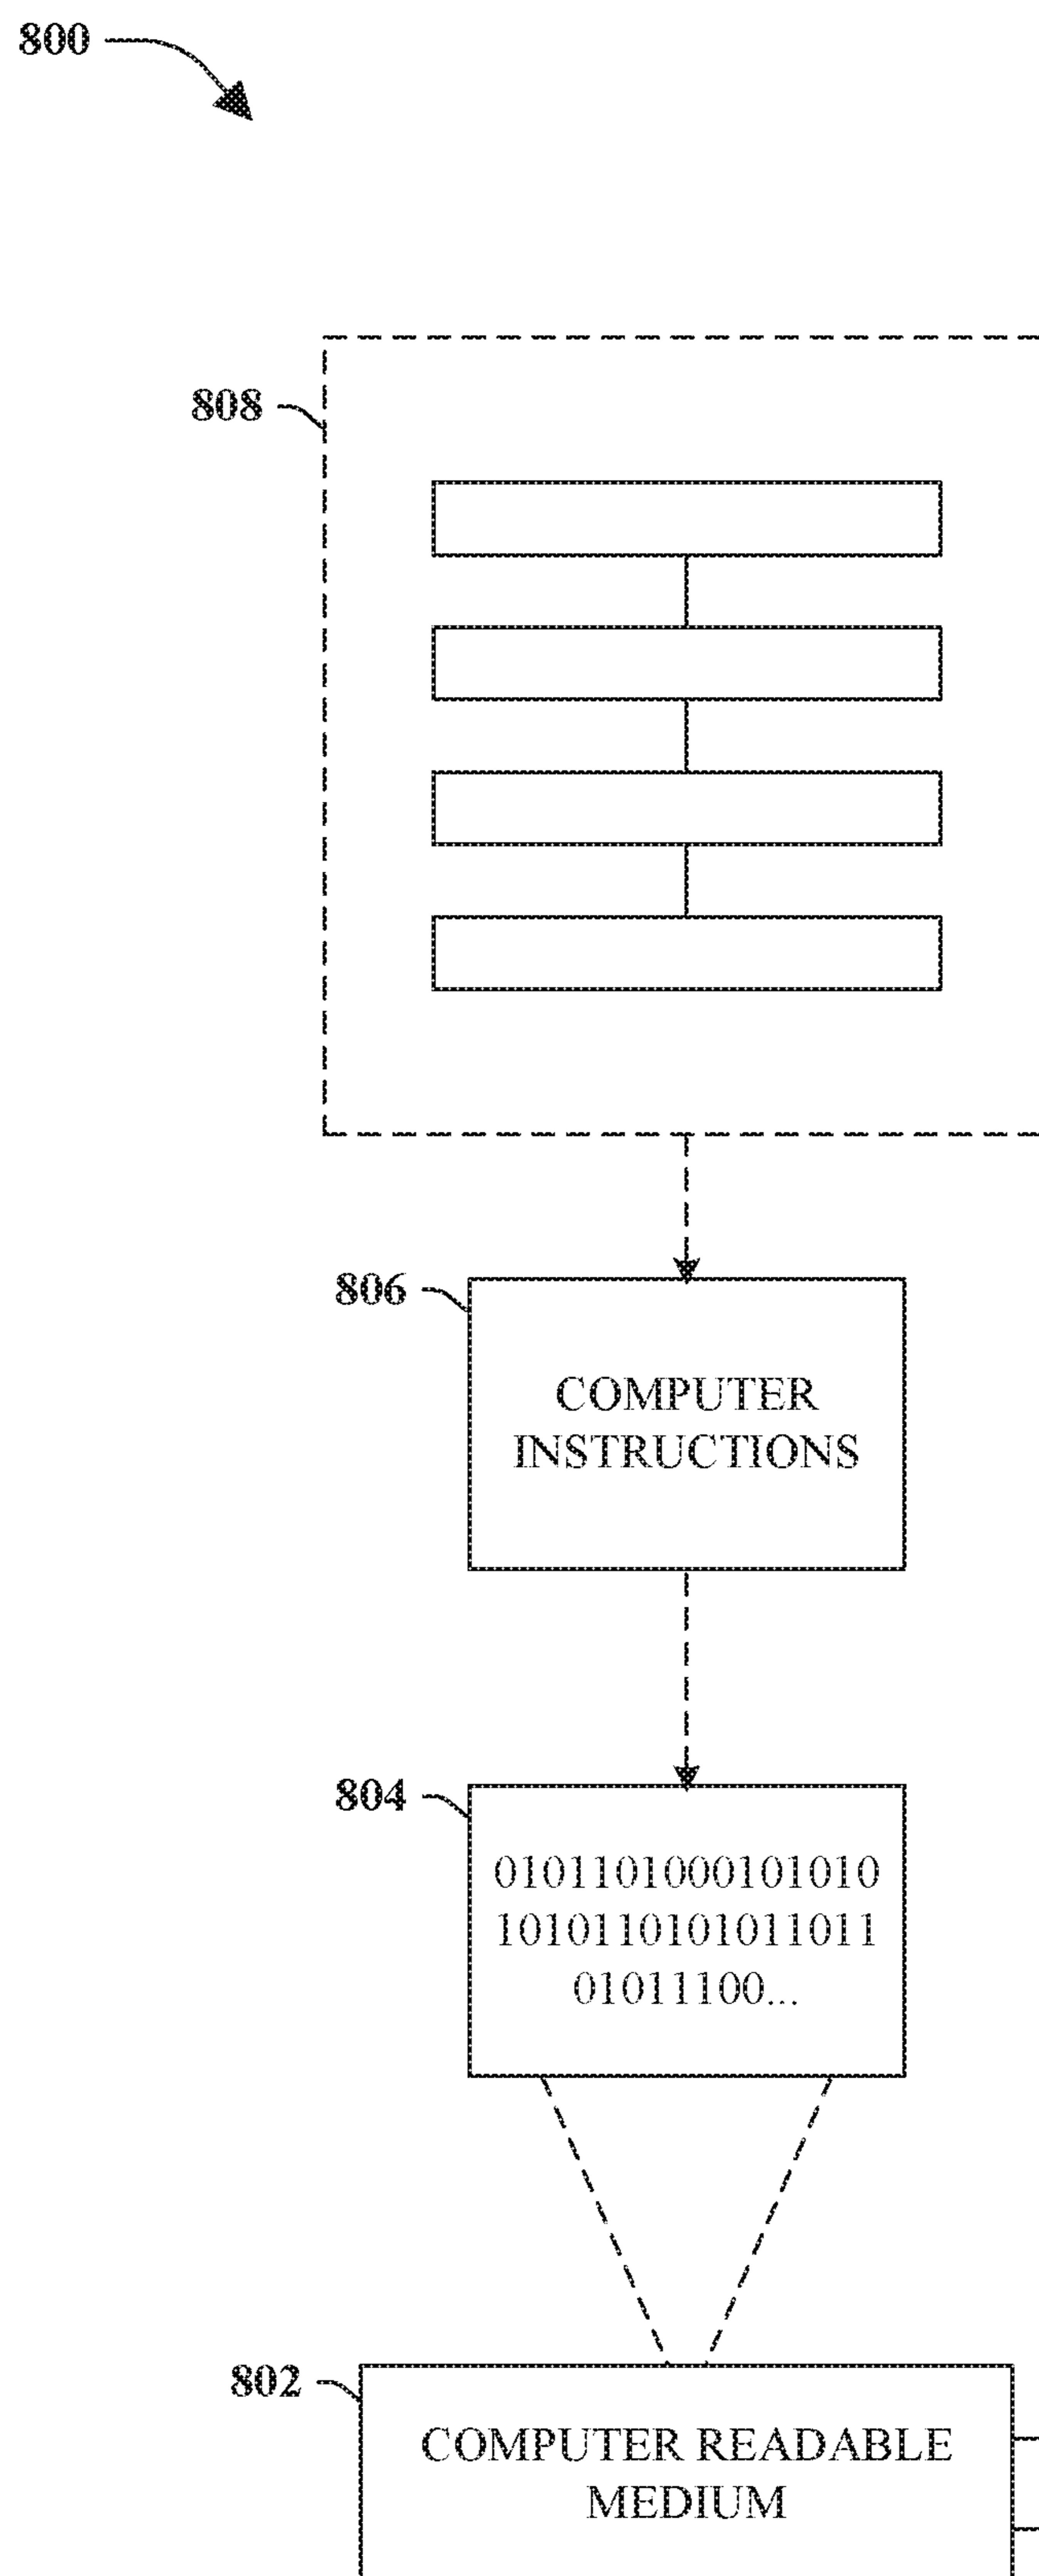 800
808
806
COMPUTER
INSTRUCTIONS
804
0101101000101010
1010110101011011
01011100...
802
COMPUTER READABLE
MEDIUM